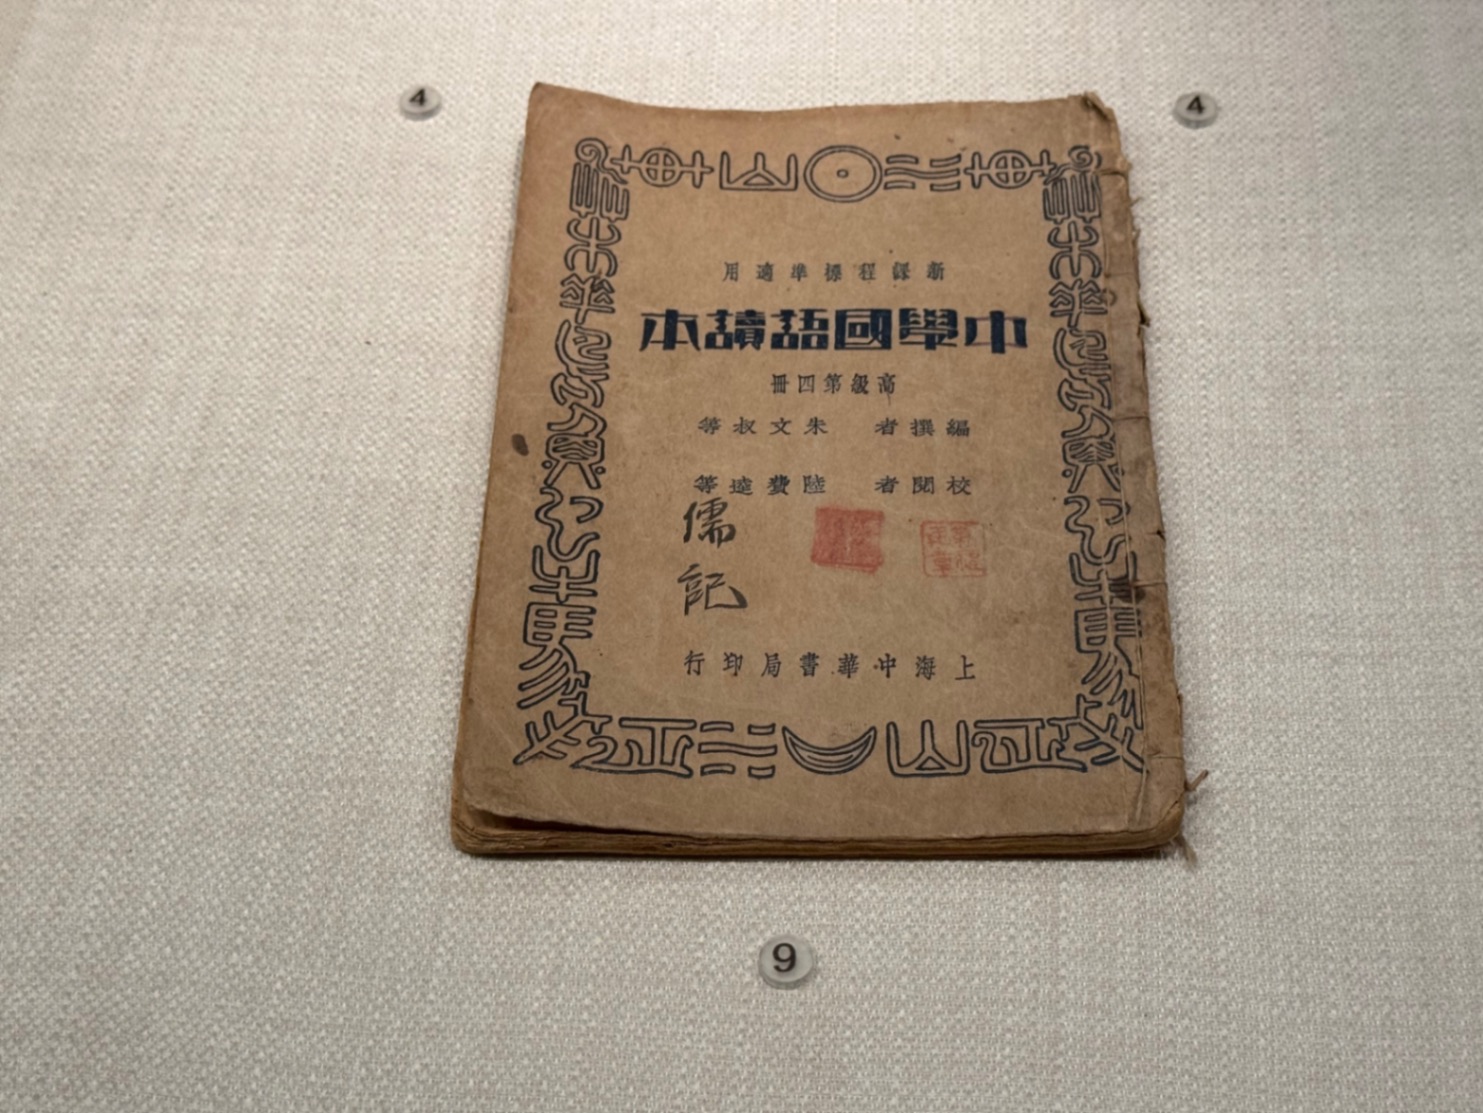 4
4
新課程標準適用
中學國語讀本
高級第四冊
編撰者 朱文叔等
校閱者 陸費逵等
儒
記
上海中華書局印行
9